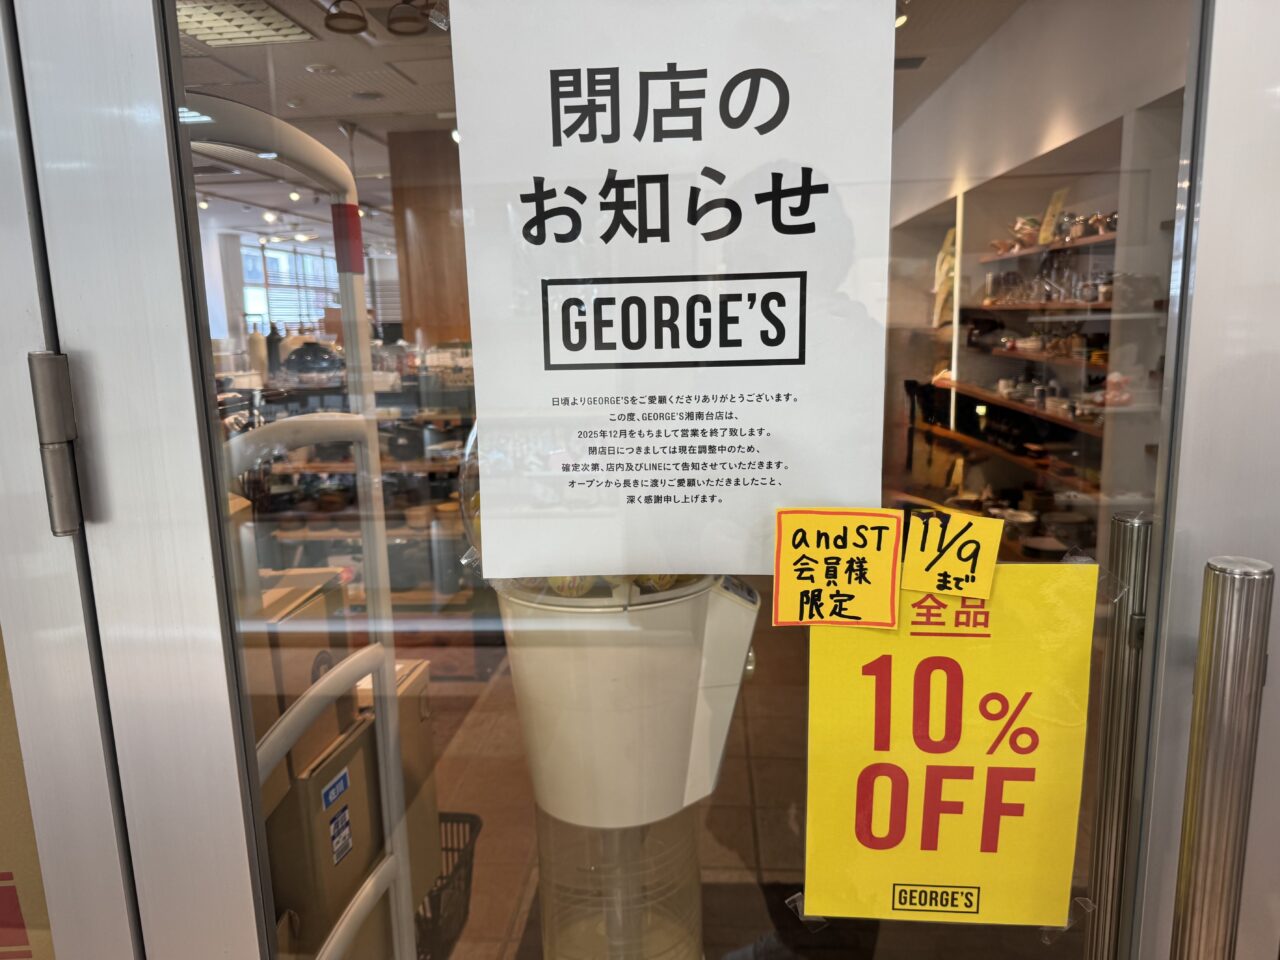 閉店の
お知らせ
GEORGE'S
日頃よりGEORGE'Sをご愛顧くださりありがとうございます。
この度、GEORGE'S湘南台店は、
2025年12月をもちまして営業を終了致します。
閉店日につきましては現在調整中のため、
確定次第、店内及びLINEにて告知させていただきます。
オープンから長きに渡りご愛顧いただきましたこと、
深く感謝申し上げます。
andST
会員様
限定
11/9
まで
全品
10%
OFF
GEORGE'S